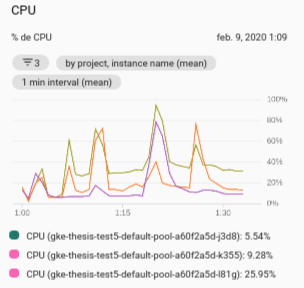 CPU
% de CPU
feb. 9, 2020 1:09
3
by project, instance name (mean)
1 min interval (mean)
100%
80%
60%
40%
20%
0%
1:00
1:15
1:30
CPU (gke-thesis-test5-default-pool-a60f2a5d-j3d8): 5.54%
CPU (gke-thesis-test5-default-pool-a60f2a5d-k355): 9.28%
CPU (gke-thesis-test5-default-pool-a60f2a5d-l81g): 25.95%